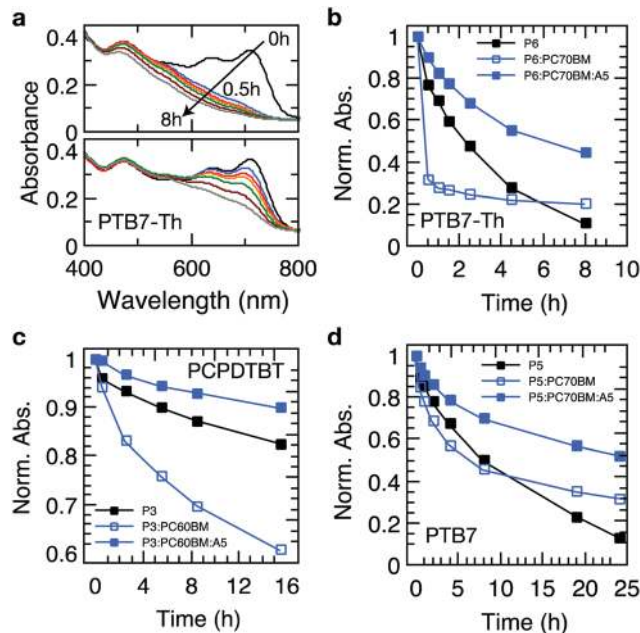 a
0.4
0.2
0
0h
0.5h
8h
0.4
0.2
0
PTB7-Th
400
600
800
Absorbance
Wavelength (nm)
b
1
0.8
0.6
0.4
0.2
0
P6
P6:PC70BM
P6:PC70BM:A5
PTB7-Th
0
2
4
6
8
10
Norm. Abs.
Time (h)
c
1
0.9
0.8
0.7
0.6
PCPDTBT
P3
P3:PC60BM
P3:PC60BM:A5
0
4
8
12
16
Norm. Abs.
Time (h)
d
1
0.8
0.6
0.4
0.2
0
P5
P5:PC70BM
P5:PC70BM:A5
PTB7
0
5
10
15
20
25
Norm. Abs.
Time (h)